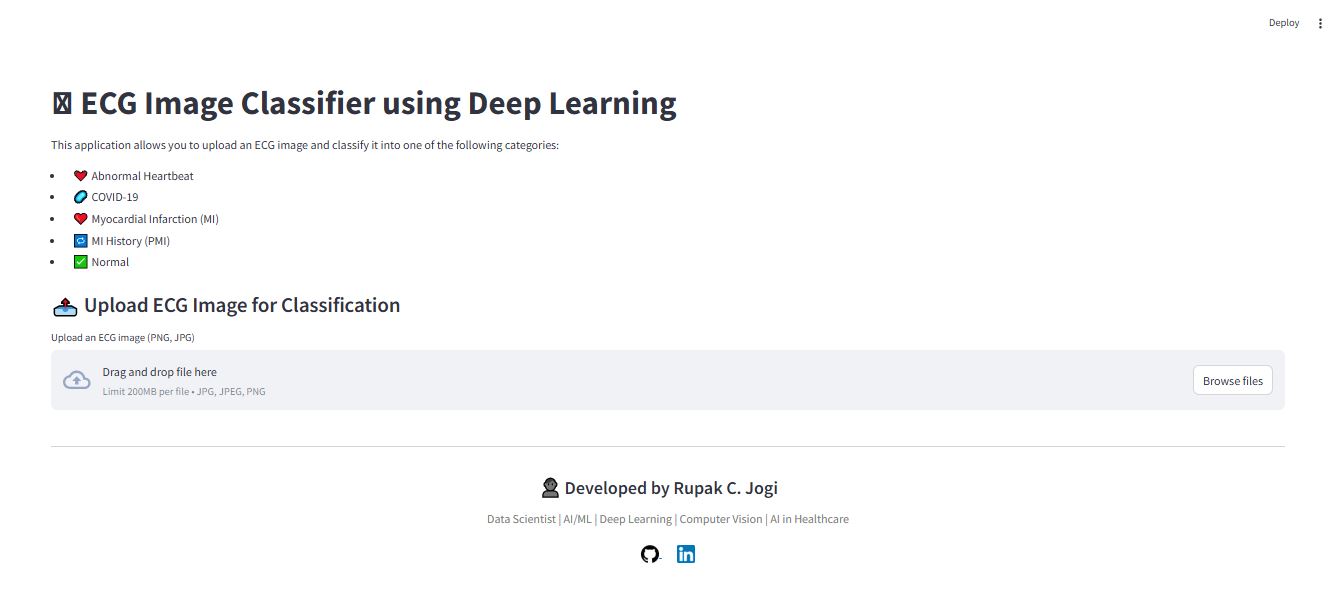 Deploy
ECG Image Classifier using Deep Learning
This application allows you to upload an ECG image and classify it into one of the following categories:
• ❤️ Abnormal Heartbeat
• COVID-19
• ❤️ Myocardial Infarction (MI)
• 🔁 MI History (PMI)
• ✅ Normal
📤 Upload ECG Image for Classification
Upload an ECG image (PNG, JPG)
Drag and drop file here
Limit 200MB per file • JPG, JPEG, PNG
Browse files
Developed by Rupak C. Jogi
Data Scientist | AI/ML | Deep Learning | Computer Vision | AI in Healthcare
in